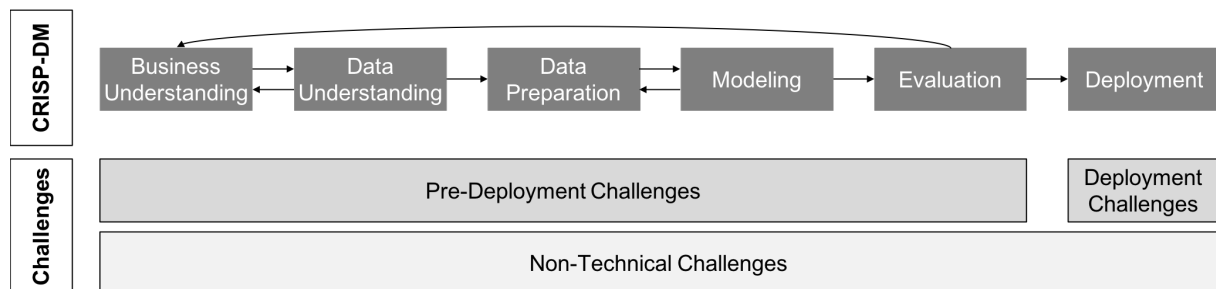 CRISP-DM
Business
Understanding
Data
Understanding
Data
Preparation
Modeling
Evaluation
Deployment
Challenges
Pre-Deployment Challenges
Deployment
Challenges
Non-Technical Challenges